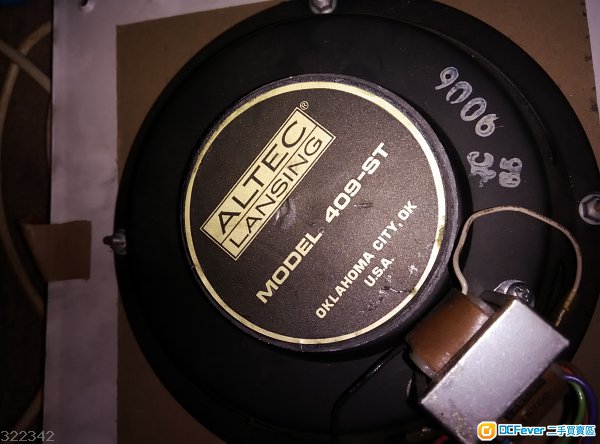 ALTEC
®
LANSING
MODEL 409-ST
OKLAHOMA CITY, OK
U.S.A.
9006
322342
DCFever 二手買賣區